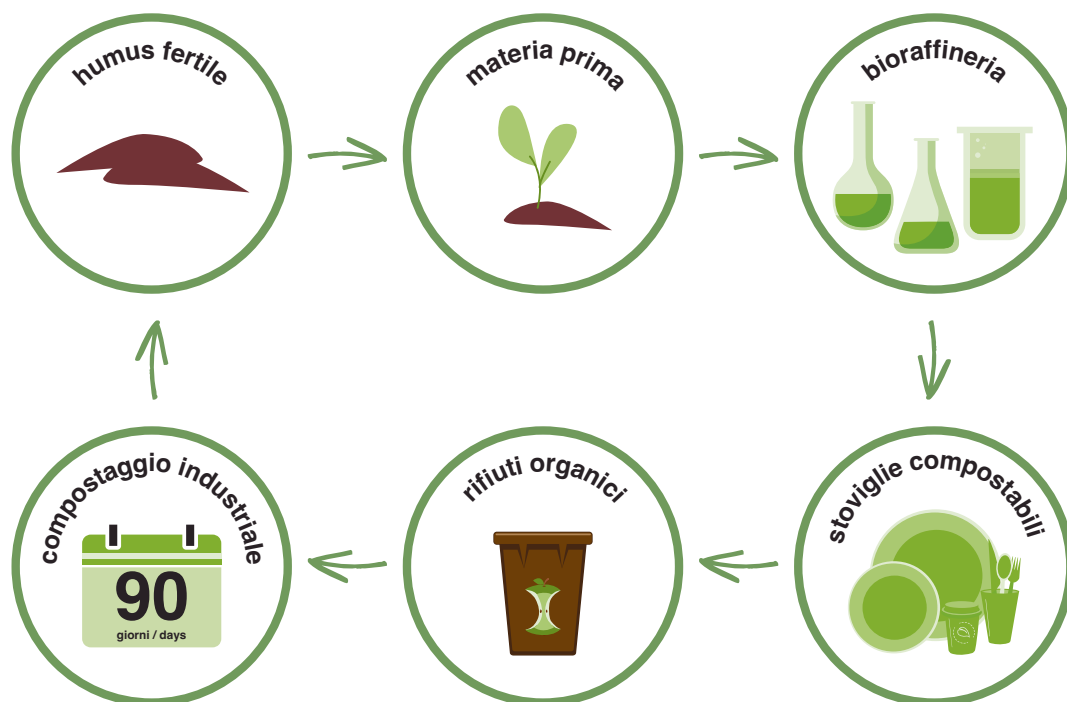 humus fertile
materia prima
bioraffineria
compostaggio industriale
90
giorni / days
rifiuti organici
stoviglie compostabili